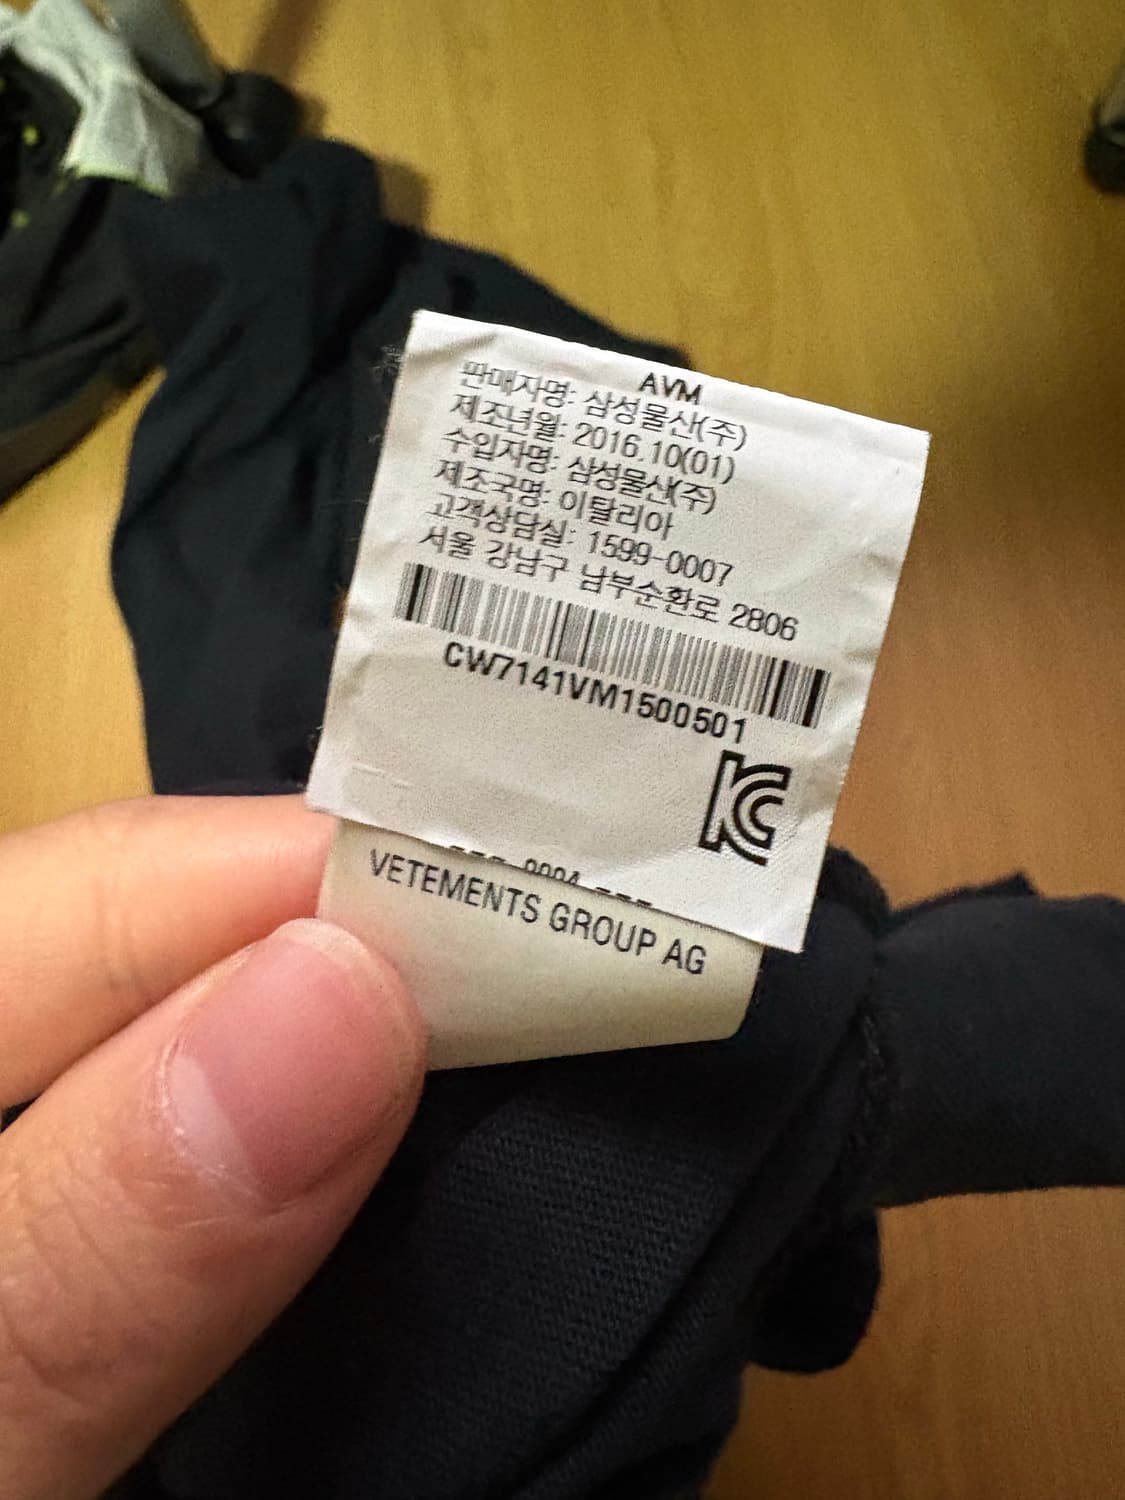 AVM
판매자명: 삼성물산(주)
제조년월: 2016.10(01)
수입자명: 삼성물산(주)
제조국명: 이탈리아
고객상담실: 1599-0007
서울 강남구 남부순환로 2806
CW7141VM1500501
KC
VETEMENTS GROUP AG